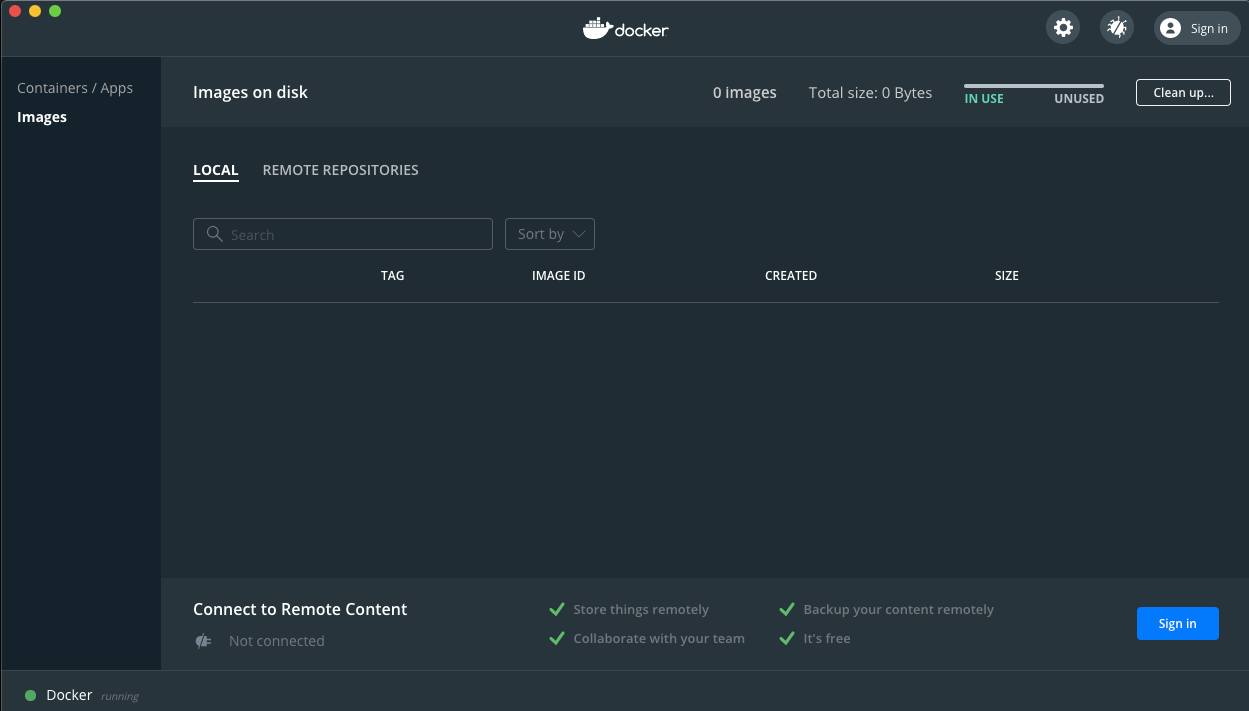 docker
Sign in
Containers / Apps
Images
Images on disk
0 images
Total size: 0 Bytes
IN USE
UNUSED
Clean up...
LOCAL
REMOTE REPOSITORIES
Search
Sort by
TAG
IMAGE ID
CREATED
SIZE
Connect to Remote Content
Not connected
Store things remotely
Collaborate with your team
Backup your content remotely
It's free
Sign in
Docker running